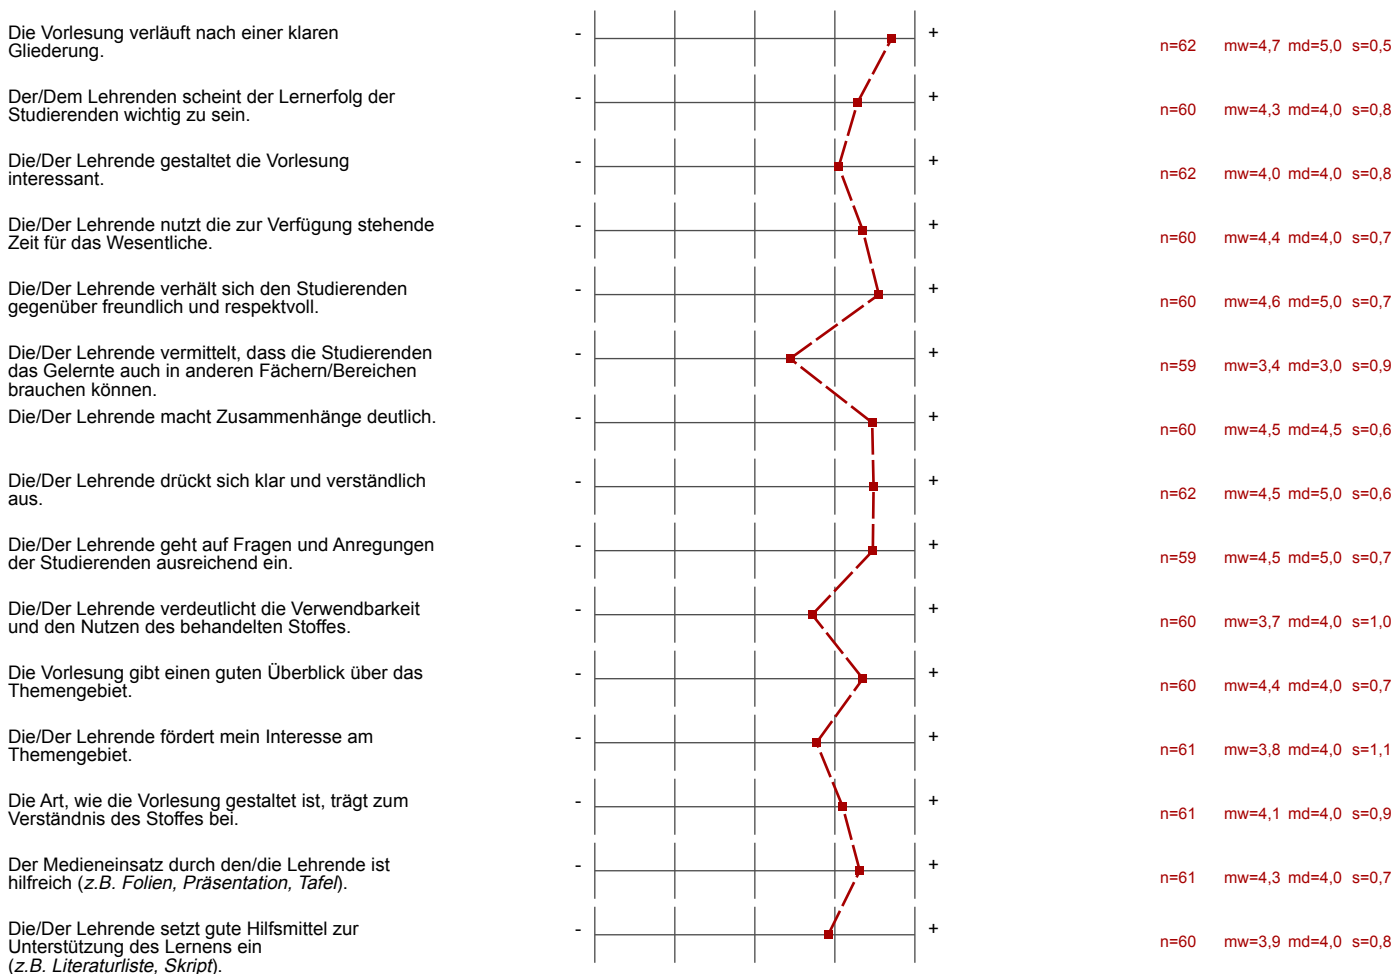 Die Vorlesung verläuft nach einer klaren
Gliederung.
- +
n=62 mw=4,7 md=5,0 s=0,5
Der/Dem Lehrenden scheint der Lernerfolg der
Studierenden wichtig zu sein.
- +
n=60 mw=4,3 md=4,0 s=0,8
Die/Der Lehrende gestaltet die Vorlesung
interessant.
- +
n=62 mw=4,0 md=4,0 s=0,8
Die/Der Lehrende nutzt die zur Verfügung stehende
Zeit für das Wesentliche.
- +
n=60 mw=4,4 md=4,0 s=0,7
Die/Der Lehrende verhält sich den Studierenden
gegenüber freundlich und respektvoll.
- +
n=60 mw=4,6 md=5,0 s=0,7
Die/Der Lehrende vermittelt, dass die Studierenden
das Gelernte auch in anderen Fächern/Bereichen
brauchen können.
- +
n=59 mw=3,4 md=3,0 s=0,9
Die/Der Lehrende macht Zusammenhänge deutlich.
- +
n=60 mw=4,5 md=4,5 s=0,6
Die/Der Lehrende drückt sich klar und verständlich
aus.
- +
n=62 mw=4,5 md=5,0 s=0,6
Die/Der Lehrende geht auf Fragen und Anregungen
der Studierenden ausreichend ein.
- +
n=59 mw=4,5 md=5,0 s=0,7
Die/Der Lehrende verdeutlicht die Verwendbarkeit
und den Nutzen des behandelten Stoffes.
- +
n=60 mw=3,7 md=4,0 s=1,0
Die Vorlesung gibt einen guten Überblick über das
Themengebiet.
- +
n=60 mw=4,4 md=4,0 s=0,7
Die/Der Lehrende fördert mein Interesse am
Themengebiet.
- +
n=61 mw=3,8 md=4,0 s=1,1
Die Art, wie die Vorlesung gestaltet ist, trägt zum
Verständnis des Stoffes bei.
- +
n=61 mw=4,1 md=4,0 s=0,9
Der Medieneinsatz durch den/die Lehrende ist
hilfreich (z.B. Folien, Präsentation, Tafel).
- +
n=61 mw=4,3 md=4,0 s=0,7
Die/Der Lehrende setzt gute Hilfsmittel zur
Unterstützung des Lernens ein
(z.B. Literaturliste, Skript).
- +
n=60 mw=3,9 md=4,0 s=0,8